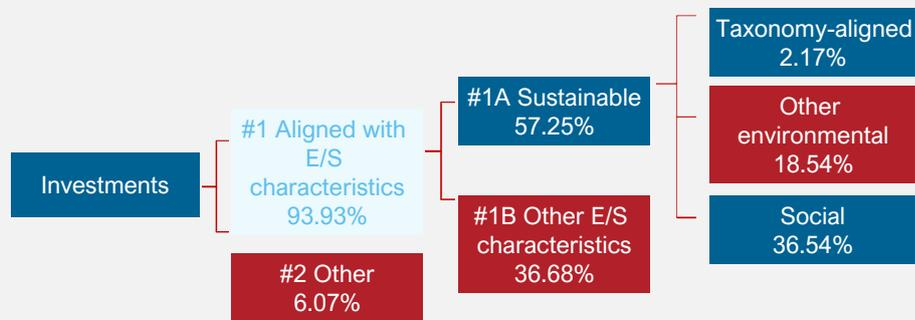 Investments
#1 Aligned with
E/S
characteristics
93.93%
#2 Other
6.07%
#1A Sustainable
57.25%
#1B Other E/S
characteristics
36.68%
Taxonomy-aligned
2.17%
Other
environmental
18.54%
Social
36.54%